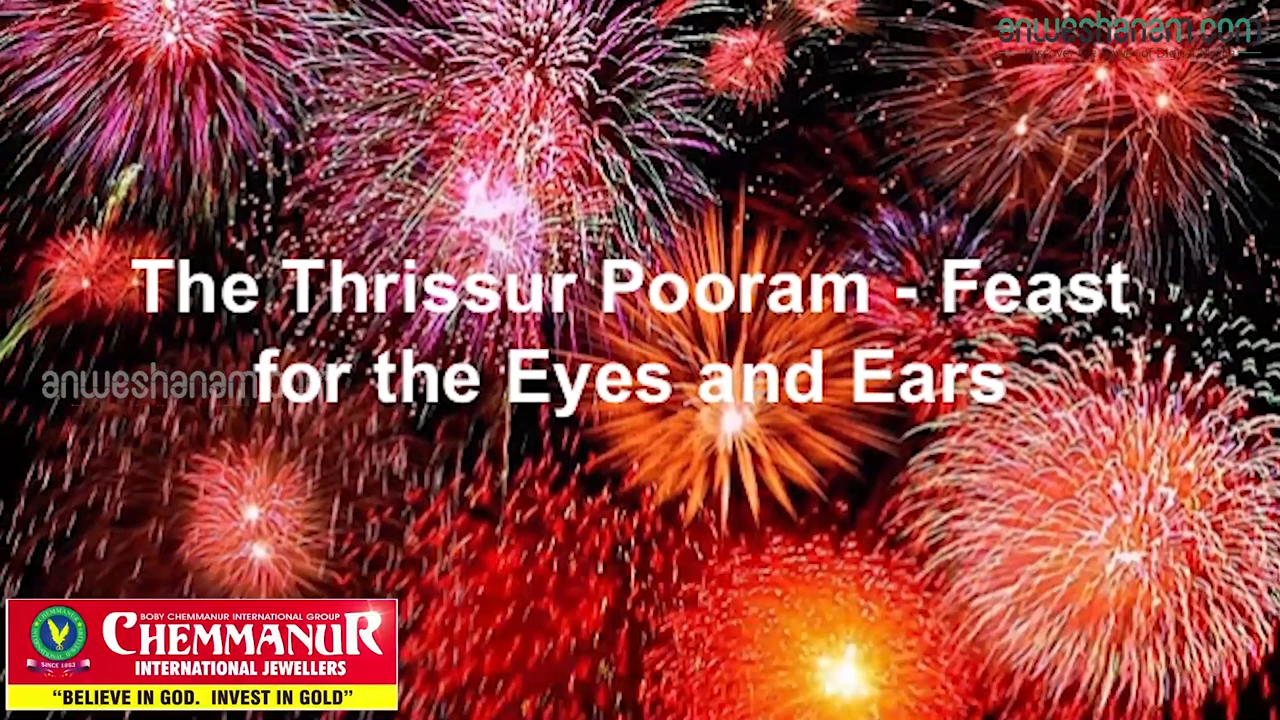 anweshanam.com
The Thrissur Pooram - Feast
for the Eyes and Ears
anweshanam
BOBY CHEMMANUR INTERNATIONAL GROUP
CHEMMANUR
INTERNATIONAL JEWELLERS
SINCE 1863
"BELIEVE IN GOD. INVEST IN GOLD"